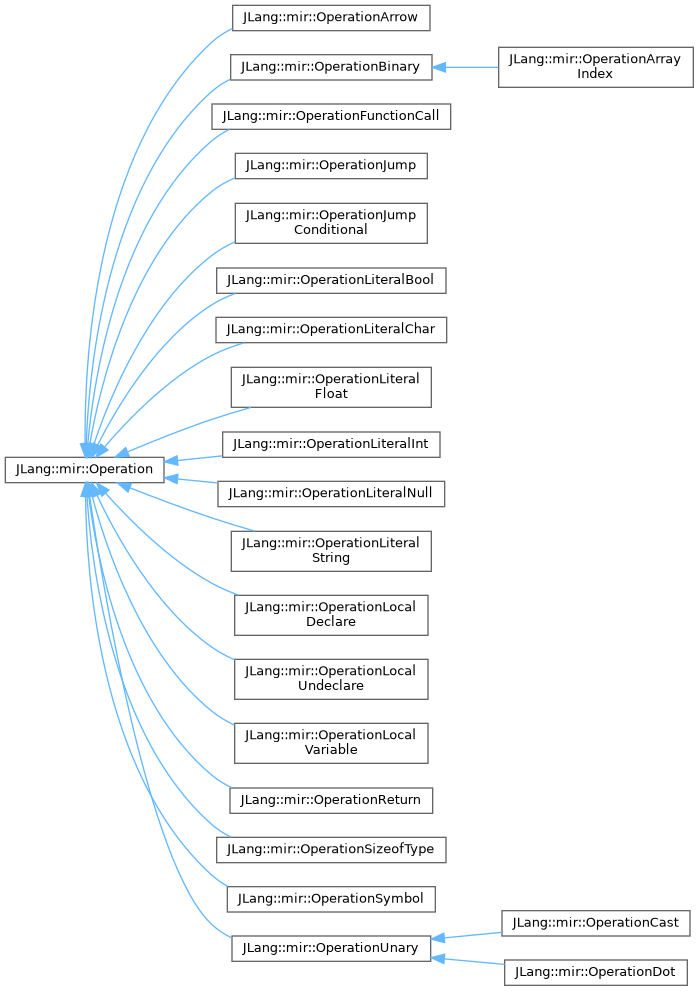 JLang::mir::OperationArrow
JLang::mir::OperationBinary
JLang::mir::OperationArray
Index
JLang::mir::OperationFunctionCall
JLang::mir::OperationJump
JLang::mir::OperationJump
Conditional
JLang::mir::OperationLiteralBool
JLang::mir::OperationLiteralChar
JLang::mir::OperationLiteral
Float
JLang::mir::OperationLiteralInt
JLang::mir::Operation
JLang::mir::OperationLiteralNull
JLang::mir::OperationLiteral
String
JLang::mir::OperationLocal
Declare
JLang::mir::OperationLocal
Undeclare
JLang::mir::OperationLocal
Variable
JLang::mir::OperationReturn
JLang::mir::OperationSizeofType
JLang::mir::OperationSymbol
JLang::mir::OperationUnary
JLang::mir::OperationCast
JLang::mir::OperationDot